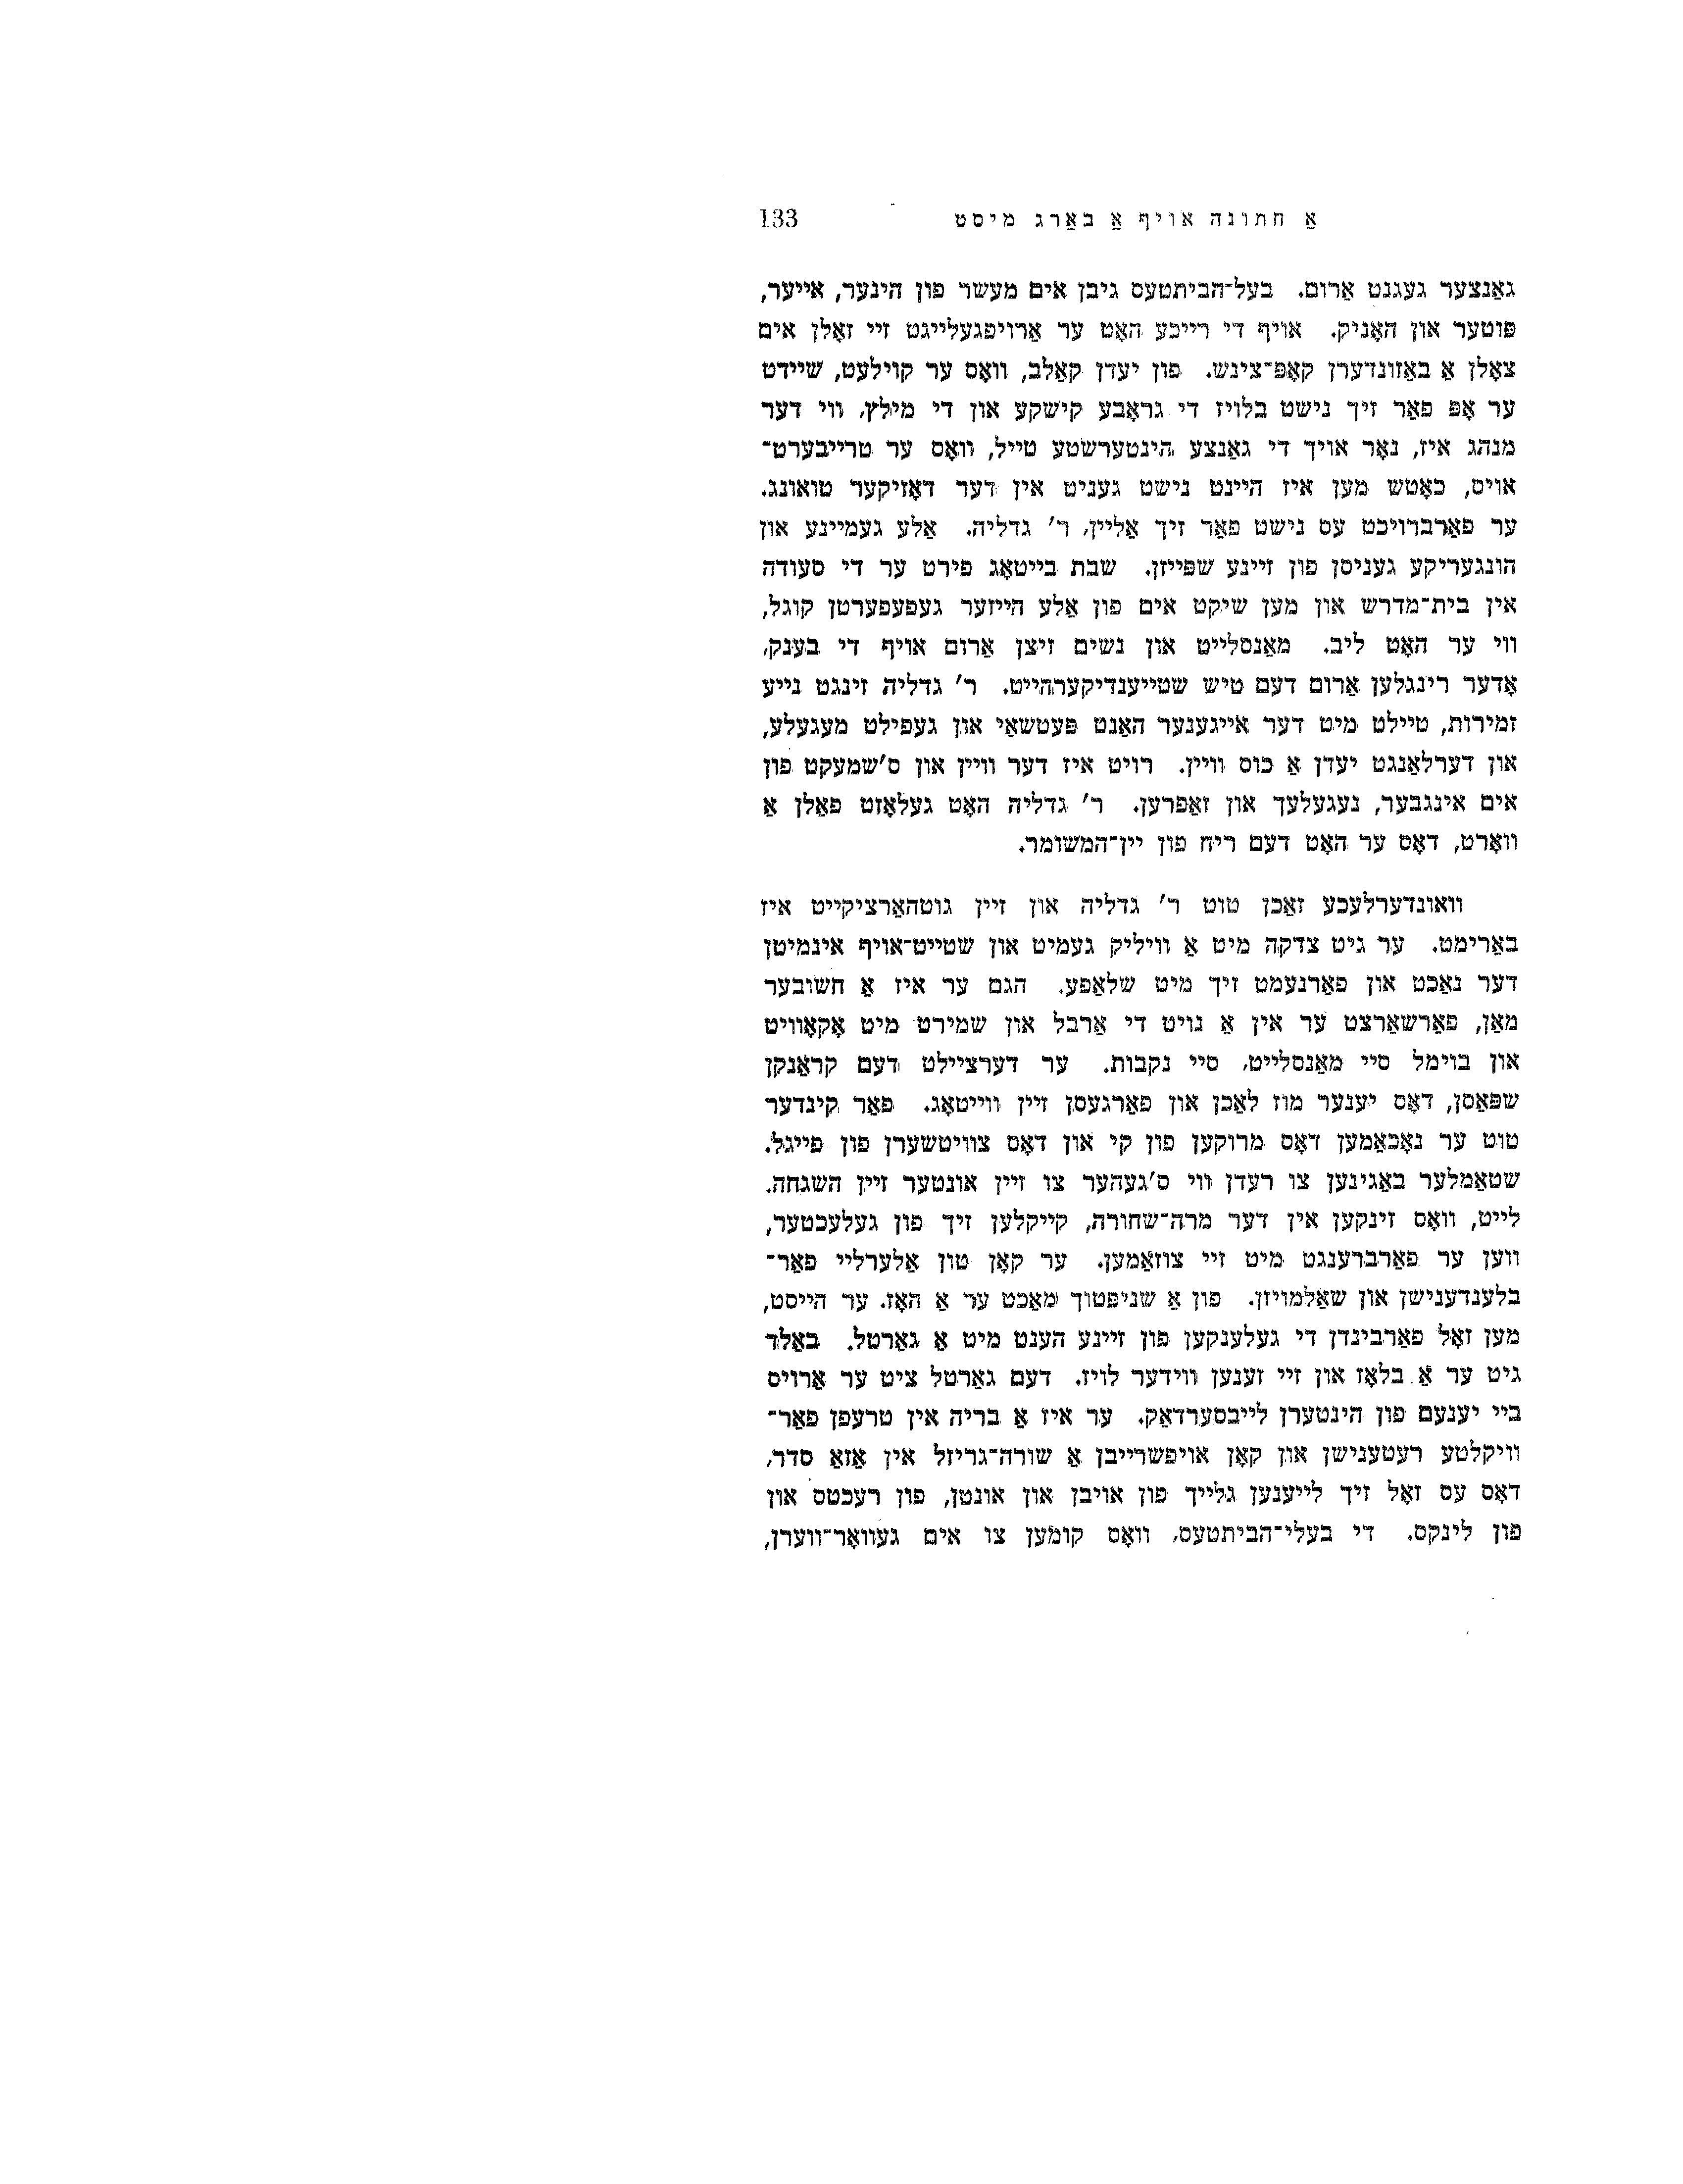 אַ חתונה אויף אַ באַרג מיסט 133
גאַנצער געגנט אַרום. בעל־הביתטעס גיבן אים מעשר פון הינער, אייער,
פּוטער און האָניק. אויף די רייכע האָט ער אַרויפגעלייגט זיי זאָלן אים
צאָלן אַ באַזונדערן קאָפּ־צינש. פון יעדן קאַלב, וואָס ער קוילעט, שיידט
ער אָפּ פאַר זיך נישט בלויז די גראָבע קישקע און די מילץ, ווי דער
מנהג איז, נאָר אויך די גאַנצע הינטערשטע טייל, וואָס ער טרייבערט־
אויס, כאָטש מען איז היינט נישט געניט אין דער דאָזיקער טואונג.
ער פאַרברויכט עס נישט פאַר זיך אַליין, ר' גדליה. אַלע געמיינע און
הונגעריקע געניסן פון זיינע שפּייזן. שבת בייטאָג פירט ער די סעודה
אין בית־מדרש און מען שיקט אים פון אַלע הייזער געפעפערטן קוגל,
ווי ער האָט ליב. מאַנסלייט און נשים זיצן אַרום אויף די בענק,
אָדער רינגלען אַרום דעם טיש שטייענדיקערהייט. ר' גדליה זינגט נייע
זמירות, טיילט מיט דער אייגענער האַנט פּעטשאַי און געפילט מעגעלע,
און דערלאַנגט יעדן אַ כוס וויין. רויט איז דער וויין און ס'שמעקט פון
אים אינגבער, נעגעלעך און זאַפרען. ר' גדליה האָט געלאָזט פאַלן אַ
וואָרט, דאָס ער האָט דעם ריח פון יין־המשומר.
וואונדערלעכע זאַכן טוט ר' גדליה און זיין גוטהאַרציקייט איז
באַרימט. ער גיט צדקה מיט אַ וויליק געמיט און שטייט־אויף אינמיטן
דער נאַכט און פאַרנעמט זיך מיט שלאַפע. הגם ער איז אַ חשובער
מאַן, פאַרשאַרצט ער אין אַ נויט די אַרבל און שמירט מיט אָקאָוויט
און בוימל סיי מאַנסלייט, סיי נקבות. ער דערציילט דעם קראַנקן
שפּאַסן, דאָס יענער מוז לאַכן און פאַרגעסן זיין ווייטאָג. פאַר קינדער
טוט ער נאָכאַמען דאָס מרוקען פון קי און דאָס צוויטשערן פון פייגל.
שטאַמלער באַגינען צו רעדן ווי ס'געהער צו זיין אונטער זיין השגחה.
לייט, וואָס זינקען אין דער מרה־שחורה, קייקלען זיך פון געלעכטער,
ווען ער פאַרברענגט מיט זיי צוזאַמען. ער קאָן טון אַלערליי פאַר־
בלענדענישן און שאַלמויזן. פון אַ שניפּטוך מאַכט ער אַ האָז. ער הייסט,
מען זאָל פאַרבינדן די געלענקען פון זיינע הענט מיט אַ גאַרטל. באַלד
גיט ער אַ בלאָז און זיי זענען ווידער לויז. דעם גאַרטל ציט ער אַרויס
ביי יענעם פון הינטערן לייבסערדאַק. ער איז אַ בריה אין טרעפן פאַר־
וויקלטע רעטענישן און קאָן אויפשרייבן אַ שורה־גריזל אין אַזאַ סדר,
דאָס עס זאָל זיך לייענען גלייך פון אויבן און אונטן, פון רעכטס און
פון לינקס. די בעלי־הביתטעס, וואָס קומען צו אים געוואָר־ווערן,